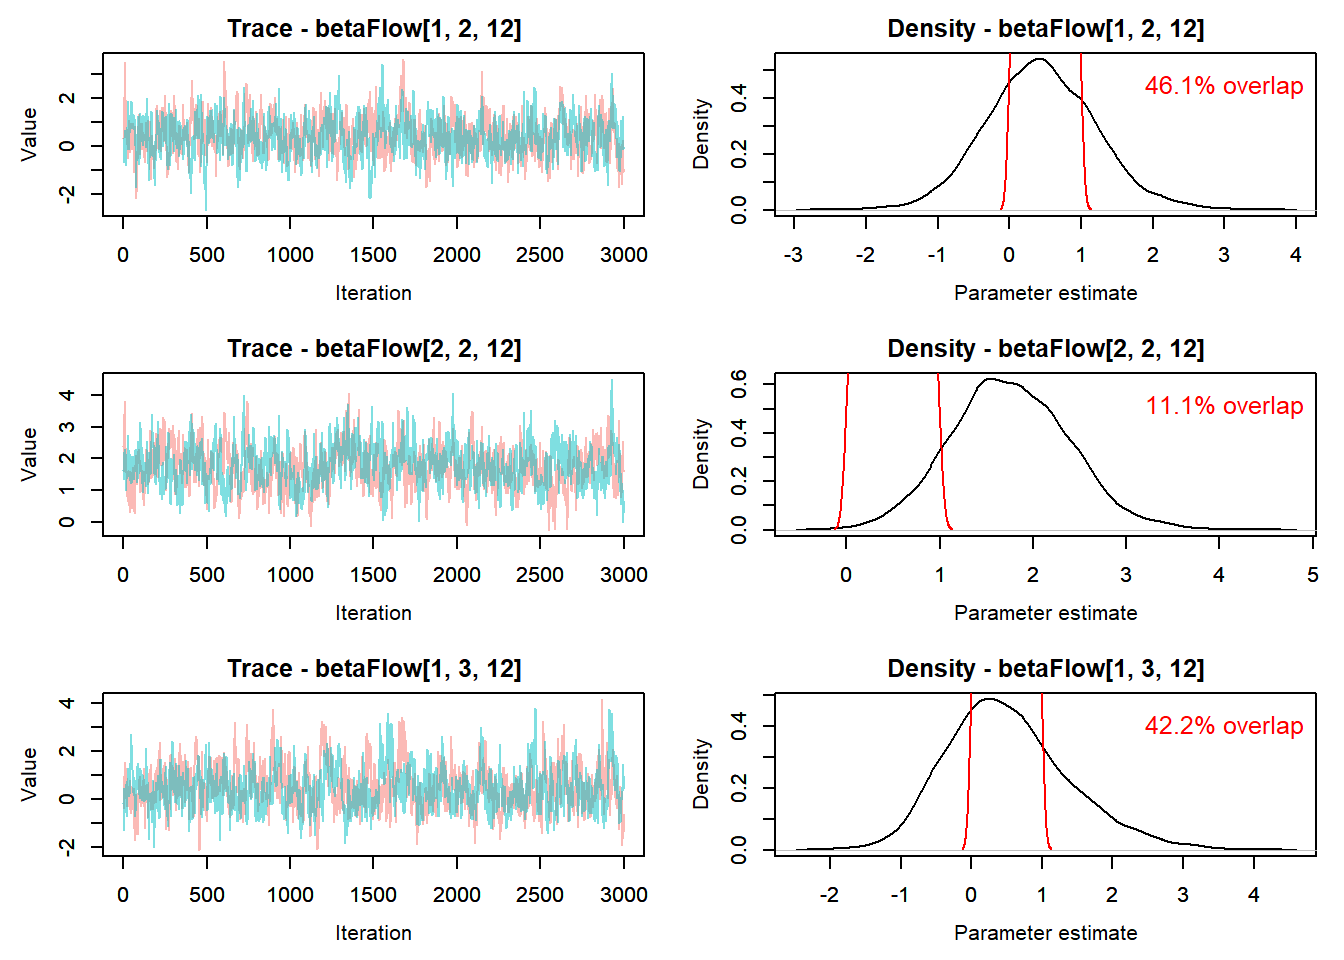 Trace - betaFlow[1, 2, 12]
Value
2
0
-2
0 500 1000 1500 2000 2500 3000
Iteration
Density - betaFlow[1, 2, 12]
46.1% overlap
Density
0.4
0.2
0.0
-3 -2 -1 0 1 2 3 4
Parameter estimate
Trace - betaFlow[2, 2, 12]
Value
4
3
2
1
0
0 500 1000 1500 2000 2500 3000
Iteration
Density - betaFlow[2, 2, 12]
11.1% overlap
Density
0.6
0.4
0.2
0.0
0 1 2 3 4 5
Parameter estimate
Trace - betaFlow[1, 3, 12]
Value
4
2
0
-2
0 500 1000 1500 2000 2500 3000
Iteration
Density - betaFlow[1, 3, 12]
42.2% overlap
Density
0.4
0.2
0.0
-2 -1 0 1 2 3 4
Parameter estimate